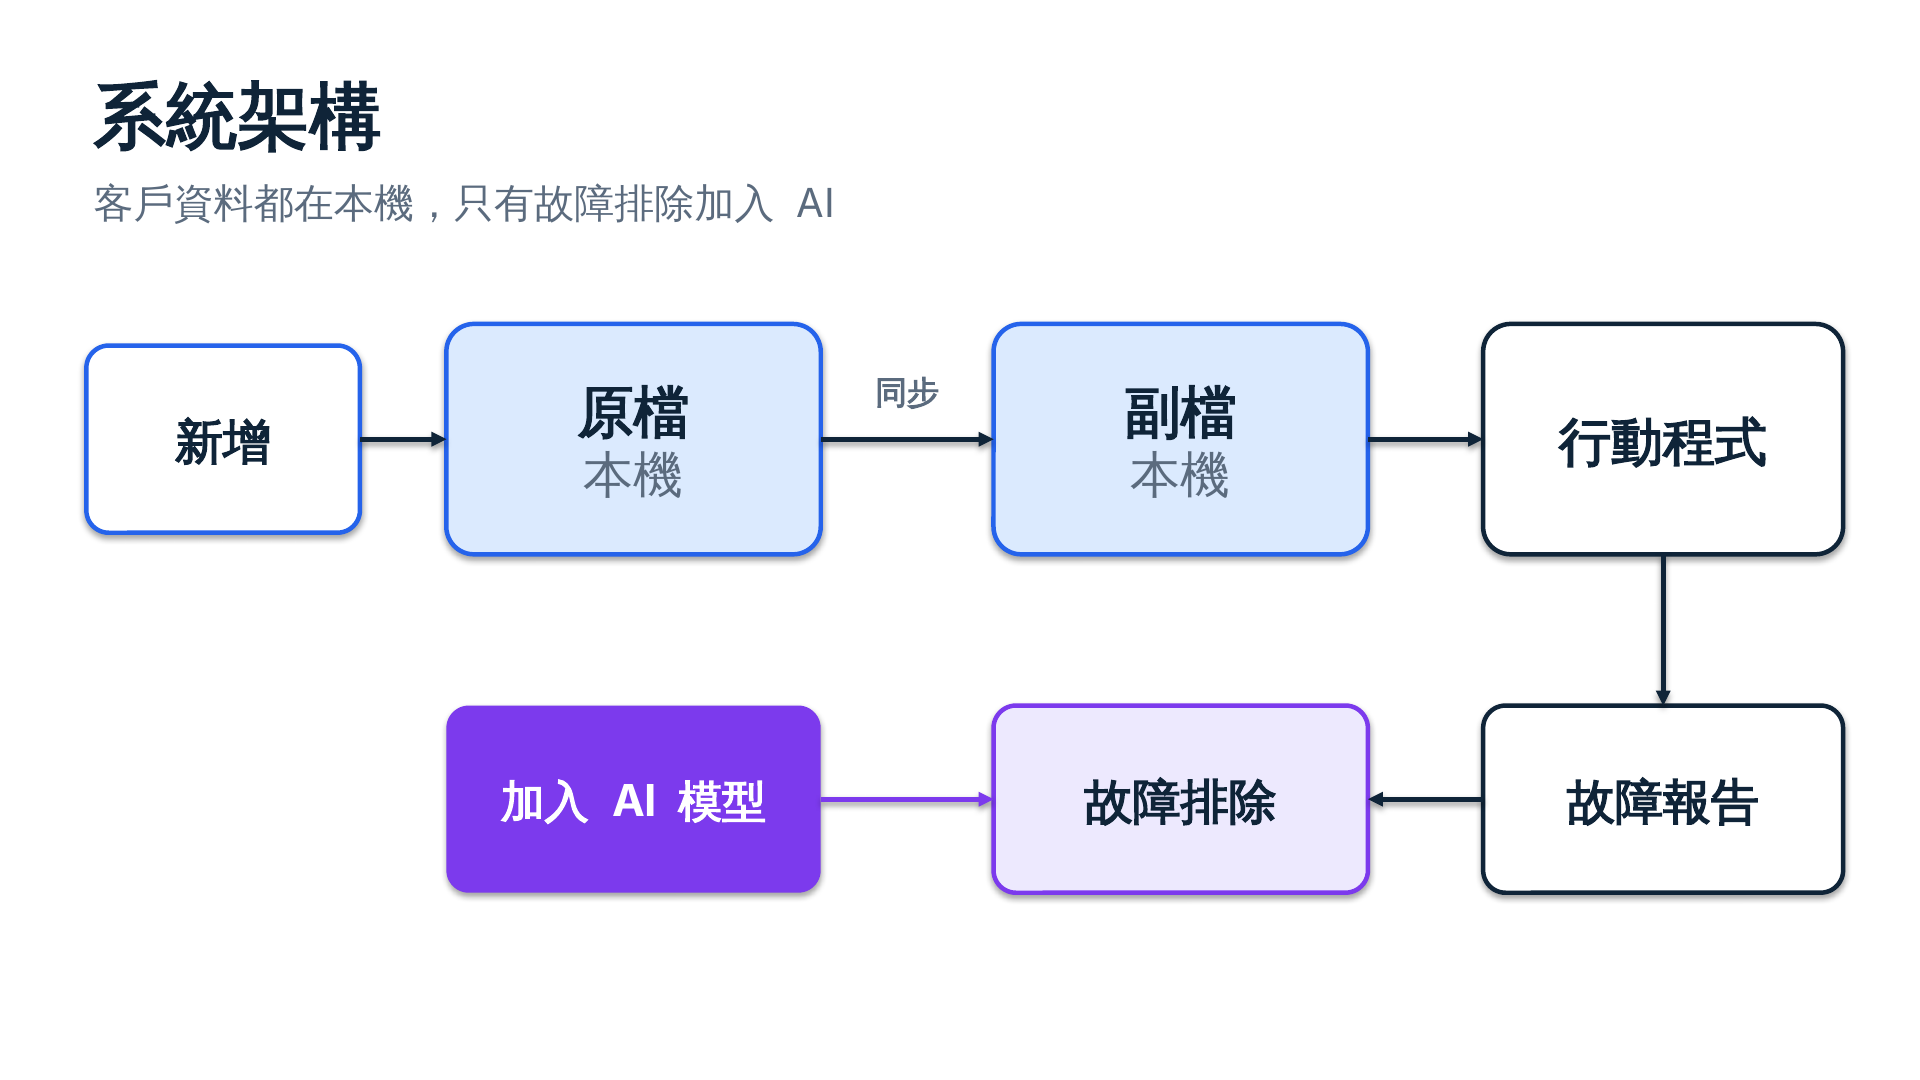 系統架構
客戶資料都在本機，只有故障排除加入 AI
新增
原檔
本機
同步
副檔
本機
行動程式
加入 AI 模型
故障排除
故障報告